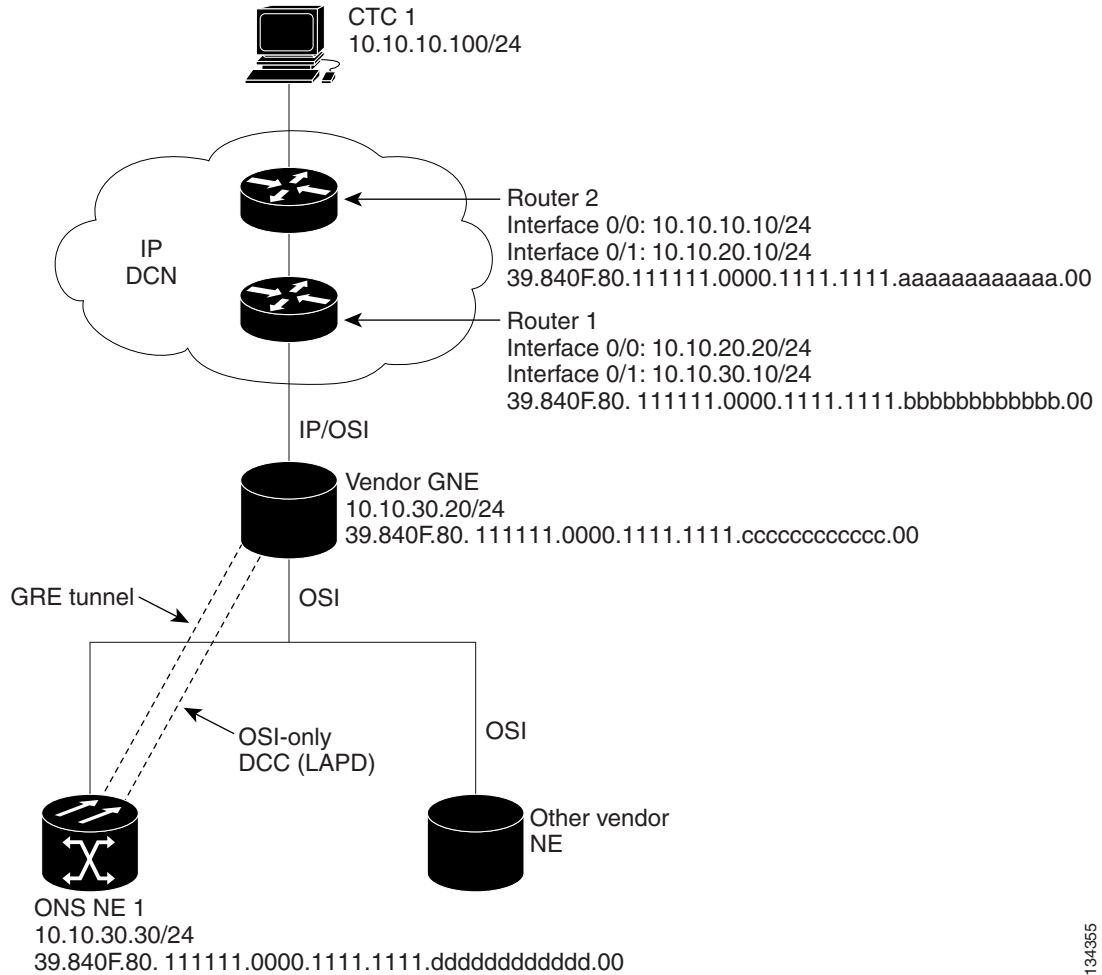 CTC 1
10.10.10.100/24
Router 2
Interface 0/0: 10.10.10.10/24
Interface 0/1: 10.10.20.10/24
39.840F.80.111111.0000.1111.1111.aaaaaaaaaaaa.00
IP
DCN
Router 1
Interface 0/0: 10.10.20.20/24
Interface 0/1: 10.10.30.10/24
39.840F.80. 111111.0000.1111.1111.bbbbbbbbbbbb.00
IP/OSI
Vendor GNE
10.10.30.20/24
39.840F.80. 111111.0000.1111.1111.cccccccccccc.00
GRE tunnel
OSI
OSI-only
DCC (LAPD)
OSI
Other vendor
NE
ONS NE 1
10.10.30.30/24
39.840F.80. 111111.0000.1111.1111.dddddddddddd.00
134355